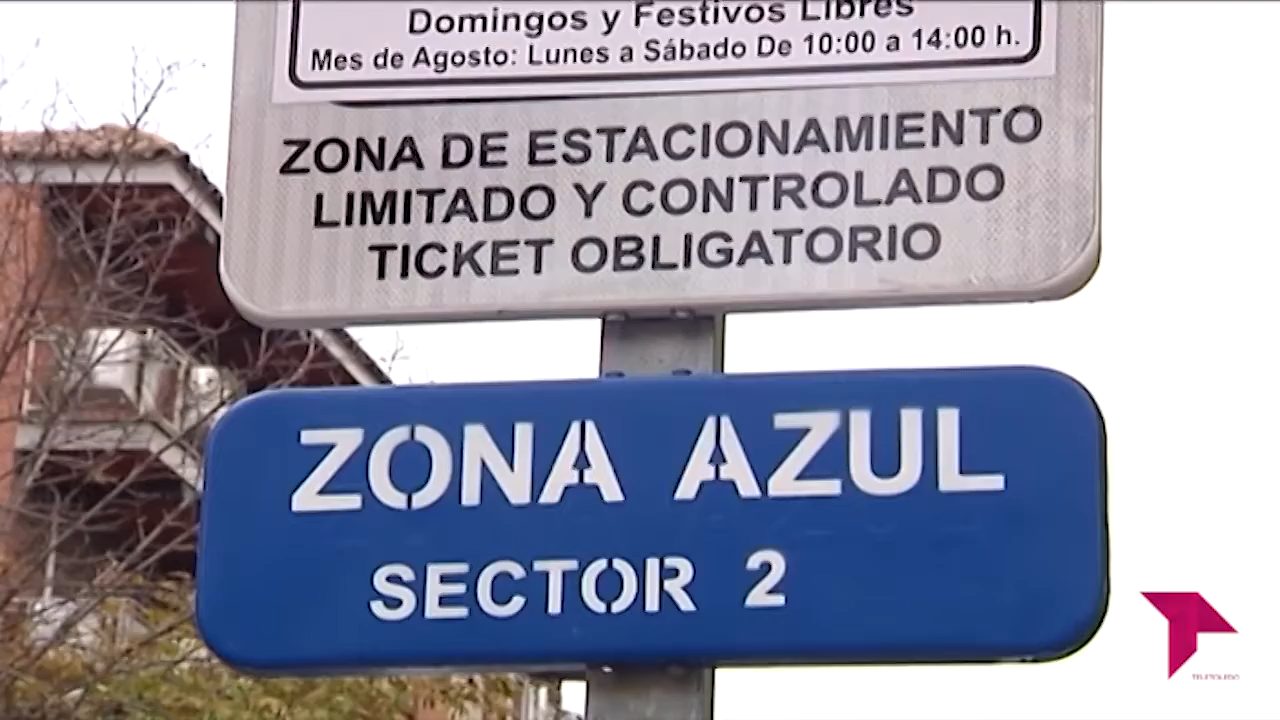 Domingos y Festivos Libres
Mes de Agosto: Lunes a Sábado De 10:00 a 14:00 h.
ZONA DE ESTACIONAMIENTO
LIMITADO Y CONTROLADO
TICKET OBLIGATORIO
ZONA AZUL
SECTOR 2
TELETOLEDO